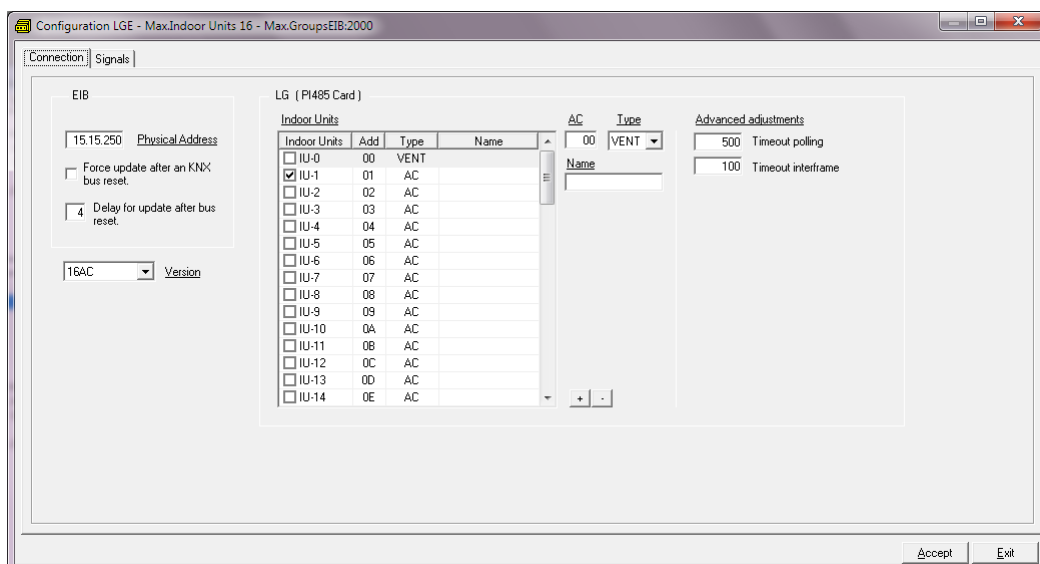 Configuration LGE - Max.Indoor Units 16 - Max.GroupsEIB:2000
Connection Signals
EIB
15.15.250 Physical Address
Force update after an KNX
bus reset.
4 Delay for update after bus
reset.
16AC Version
LG ( PI485 Card )
Indoor Units
Indoor Units Add Type Name
IU-0 00 VENT
IU-1 01 AC
IU-2 02 AC
IU-3 03 AC
IU-4 04 AC
IU-5 05 AC
IU-6 06 AC
IU-7 07 AC
IU-8 08 AC
IU-9 09 AC
IU-10 0A AC
IU-11 0B AC
IU-12 0C AC
IU-13 0D AC
IU-14 0E AC
AC Type
00 VENT
Name
+ -
Advanced adjustments
500 Timeout polling
100 Timeout interframe
Accept Exit